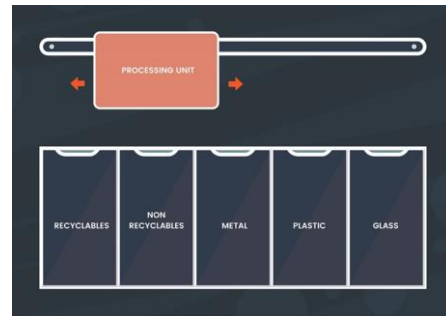 PROCESSING UNIT
RECYCLABLES
NON
RECYCLABLES
METAL
PLASTIC
GLASS